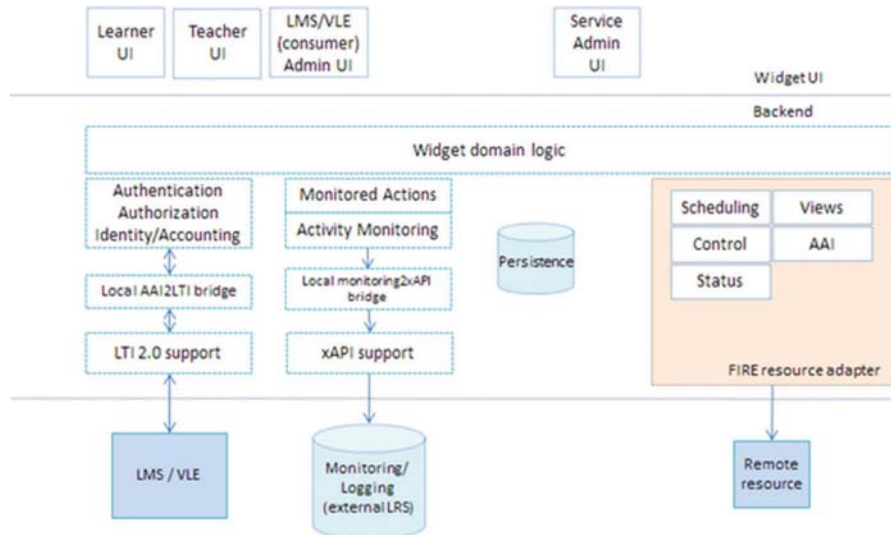 Learner
UI
Teacher
UI
LMS/VLE
(consumer)
Admin UI
Service
Admin
UI
Widget UI
Backend
Widget domain logic
Authentication
Authorization
Identity/Accounting
Monitored Actions
Activity Monitoring
Persistence
Scheduling
Views
Control
AAI
Status
Local AAI2LTI bridge
Local monitoring2xAPI
bridge
LTI 2.0 support
xAPI support
FIRE resource adapter
LMS / VLE
Monitoring/
Logging
(external LRS)
Remote
resource